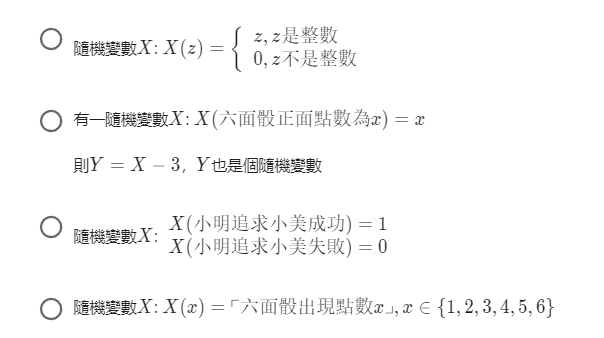 隨機變數X: X(z) = { z, z是整數
0, z不是整數
有一隨機變數X: X(六面骰正面點數為x) = x
則Y = X − 3, Y也是個隨機變數
隨機變數X: X(小明追求小美成功) = 1
X(小明追求小美失敗) = 0
隨機變數X: X(x) =「六面骰出現點數x」, x ∈ {1, 2, 3, 4, 5, 6}